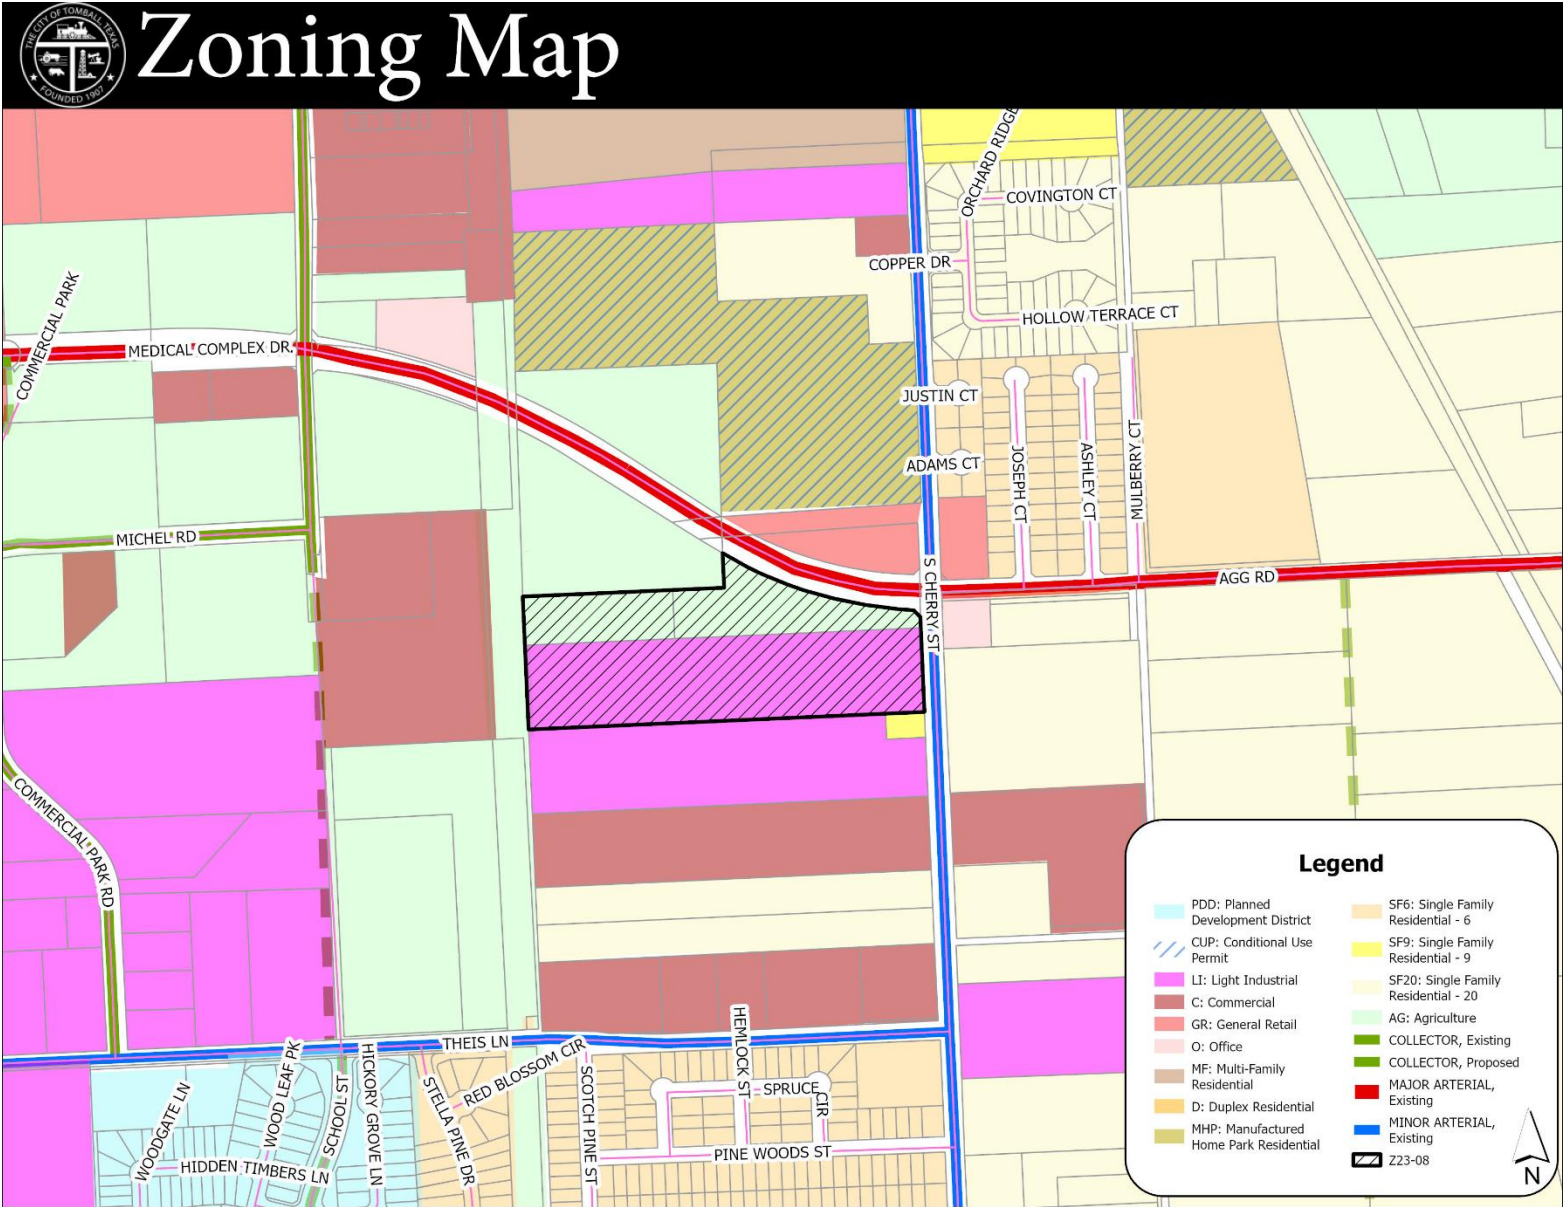 THE CITY OF TOMBALL, TEXAS
FOUNDED 1907
Zoning Map
ORCHARD RIDGE
COVINGTON CT
COPPER DR
HOLLOW TERRACE CT
COMMERCIAL PARK
MEDICAL COMPLEX DR.
JUSTIN CT
ADAMS CT
JOSEPH CT
ASHLEY CT
MULBERRY CT
MICHEL RD
S CHERRY ST
AGG RD
COMMERCIAL PARK RD
THEIS LN
HEMLOCK ST
RED BLOSSOM CIR
SCOTCH PINE ST
SPRUCE CIR
PINE WOODS ST
STELLA PINE DR
HICKORY GROVE LN
SCHOOL ST
WOOD LEAF PK
WOODGATE LN
HIDDEN TIMBERS LN
Legend
PDD: Planned
Development District
CUP: Conditional Use
Permit
LI: Light Industrial
C: Commercial
GR: General Retail
O: Office
MF: Multi-Family
Residential
D: Duplex Residential
MHP: Manufactured
Home Park Residential
SF6: Single Family
Residential - 6
SF9: Single Family
Residential - 9
SF20: Single Family
Residential - 20
AG: Agriculture
COLLECTOR, Existing
COLLECTOR, Proposed
MAJOR ARTERIAL,
Existing
MINOR ARTERIAL,
Existing
Z23-08
N